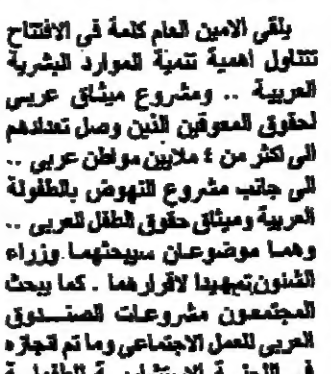 يلقى الامين العام كلمة فى الافتتاح
تتناول اهمية تنمية الموارد البشرية
العربية .. ومشروع ميثاق عربى
لحقوق المعوقين الذين وصل تعدادهم
الى اكثر من ٤ ملايين مواطن عربى ..
الى جانب مشروع النهوض بالطفولة
العربية وميثاق حقوق الطفل العربى ..
وهما موضوعان سيبحثهما وزراء
الشئون تمهيدا لاقرارهما . كما يبحث
المجتمعون مشروعات الصندوق
العربى للعمل الاجتماعى وما تم انجازه